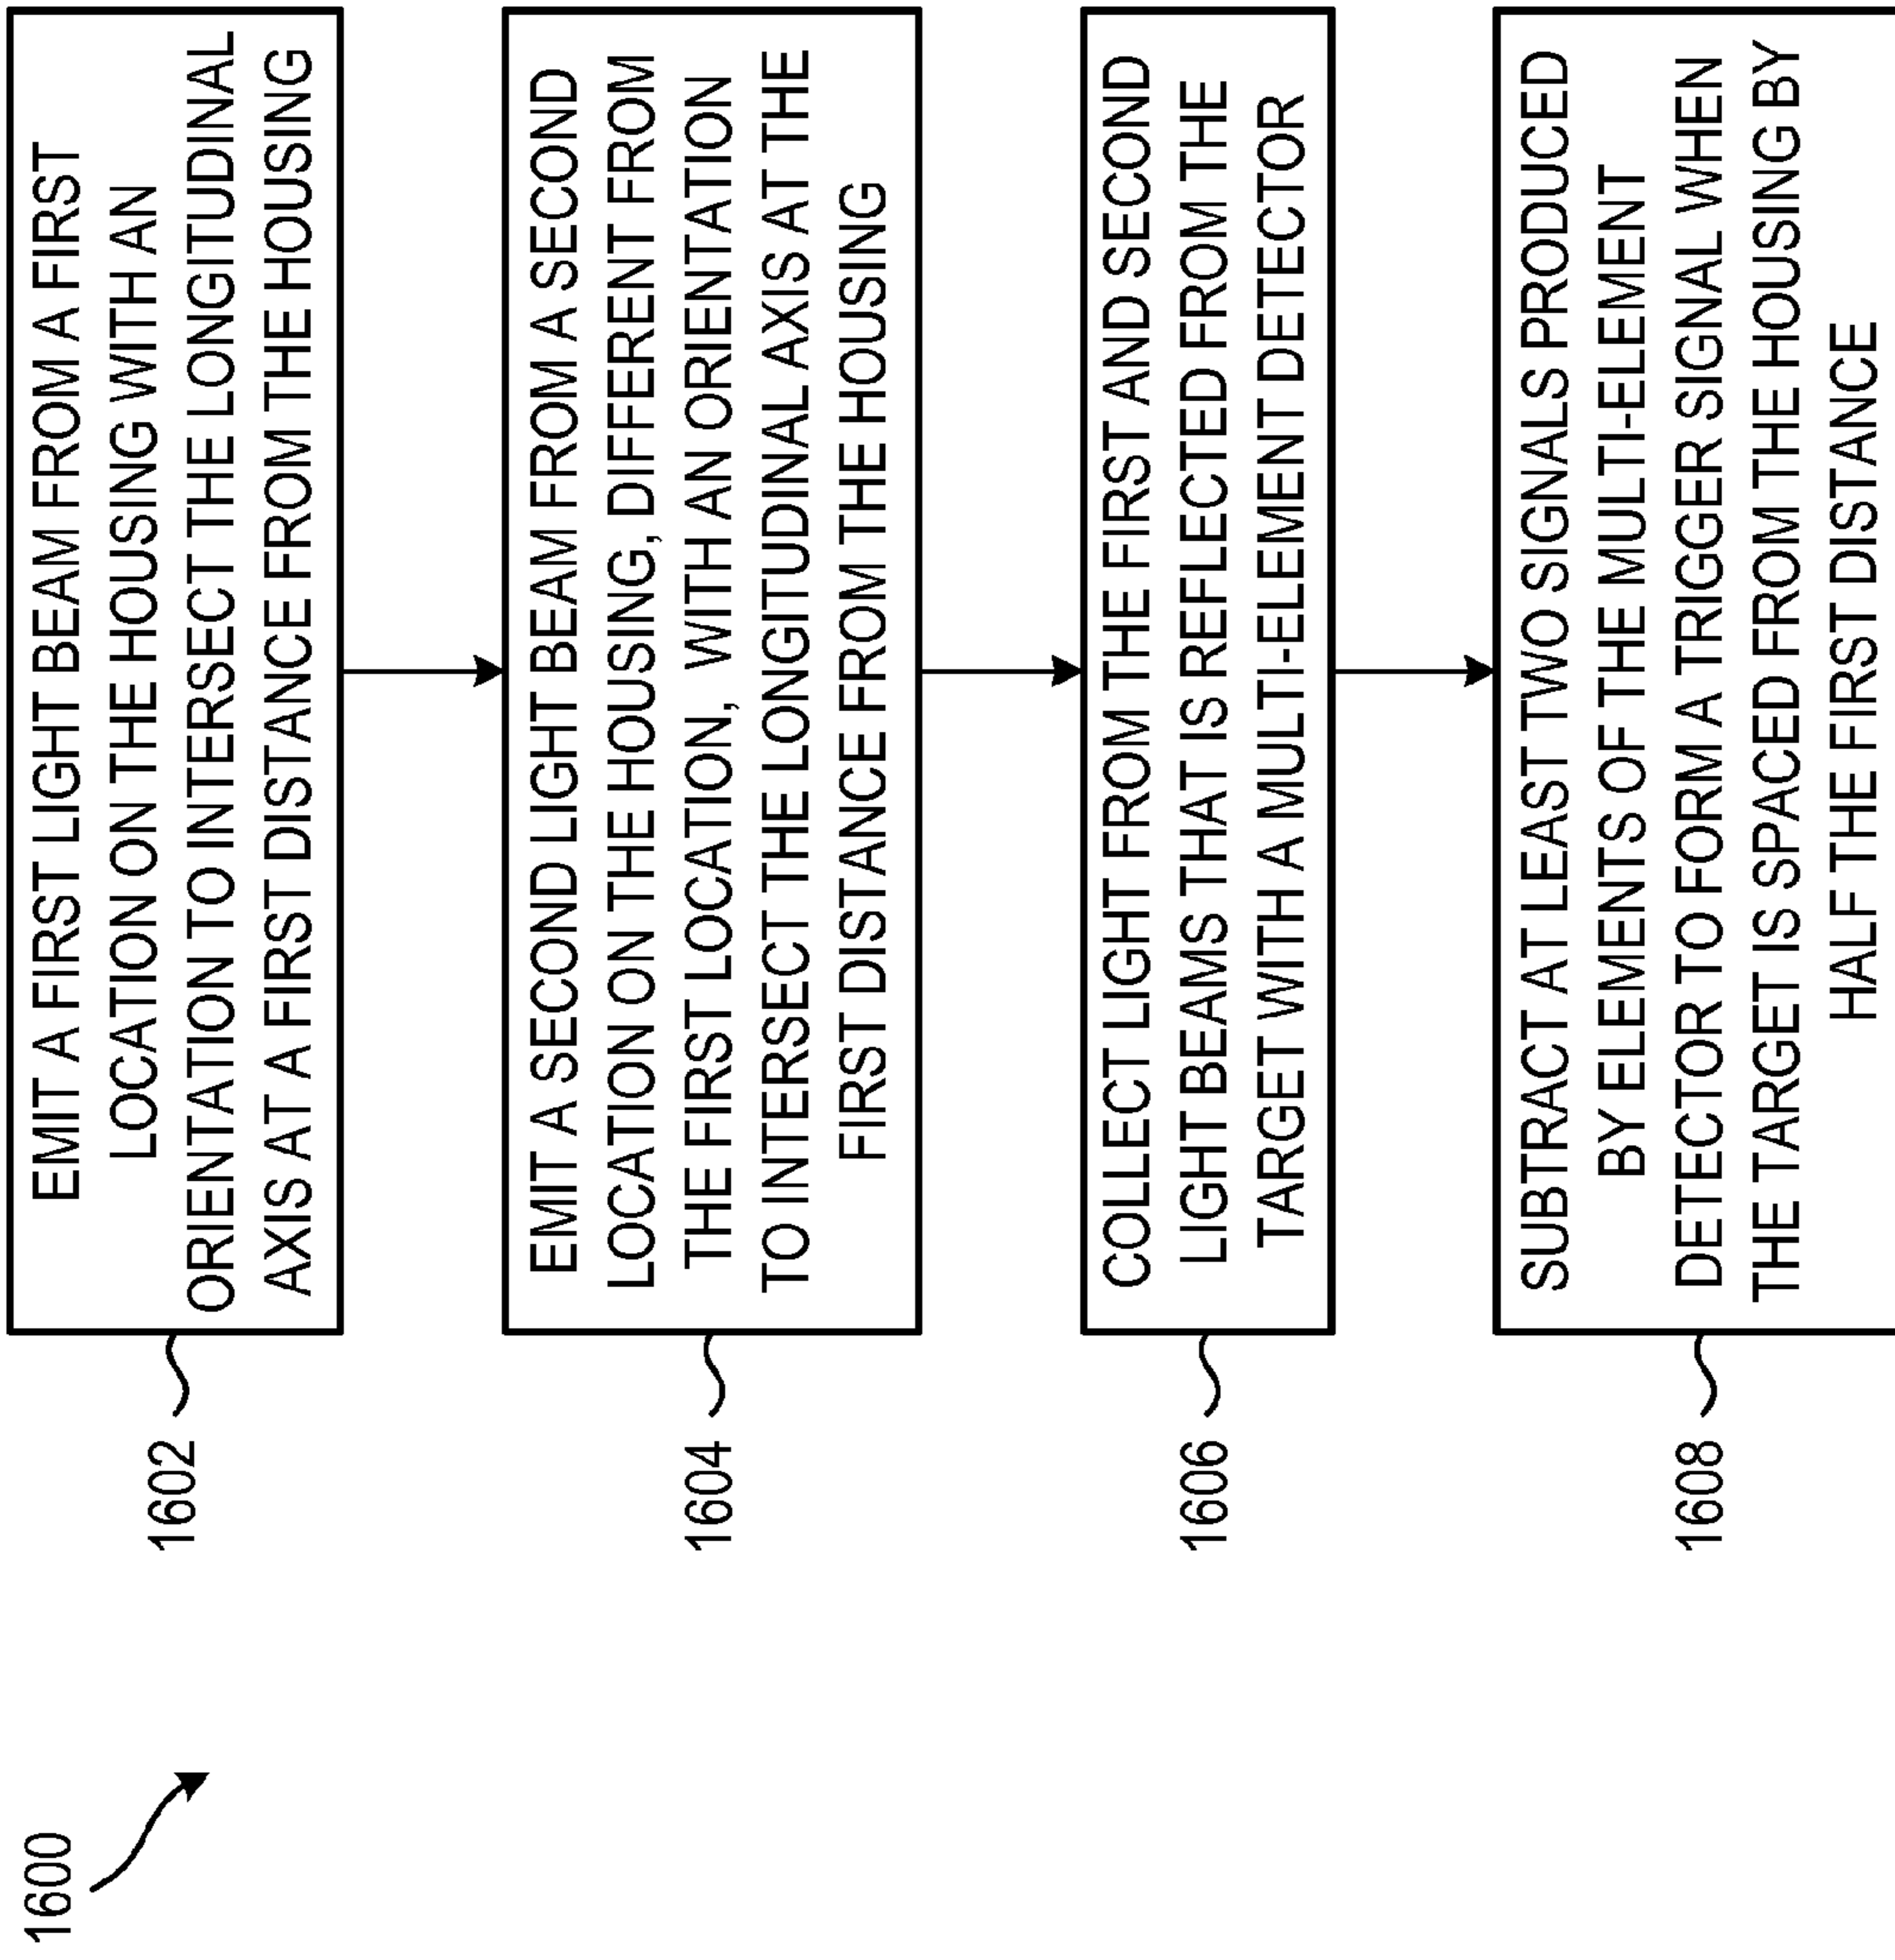 1600
1602
EMIT A FIRST LIGHT BEAM FROM A FIRST
LOCATION ON THE HOUSING WITH AN
ORIENTATION TO INTERSECT THE LONGITUDINAL
AXIS AT A FIRST DISTANCE FROM THE HOUSING
1604
EMIT A SECOND LIGHT BEAM FROM A SECOND
LOCATION ON THE HOUSING, DIFFERENT FROM
THE FIRST LOCATION, WITH AN ORIENTATION
TO INTERSECT THE LONGITUDINAL AXIS AT THE
FIRST DISTANCE FROM THE HOUSING
1606
COLLECT LIGHT FROM THE FIRST AND SECOND
LIGHT BEAMS THAT IS REFLECTED FROM THE
TARGET WITH A MULTI-ELEMENT DETECTOR
1608
SUBTRACT AT LEAST TWO SIGNALS PRODUCED
BY ELEMENTS OF THE MULTI-ELEMENT
DETECTOR TO FORM A TRIGGER SIGNAL WHEN
THE TARGET IS SPACED FROM THE HOUSING BY
HALF THE FIRST DISTANCE